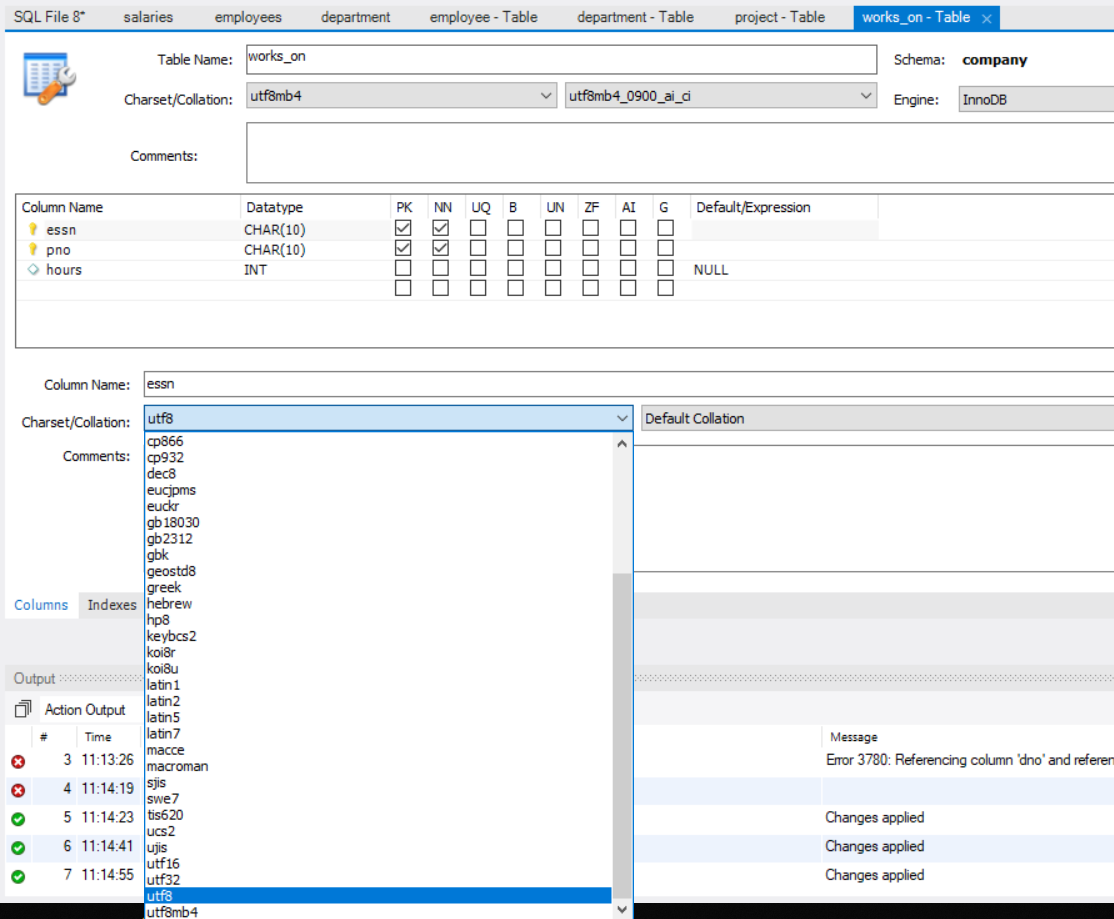 SQL File 8* salaries employees department employee - Table department - Table project - Table works_on - Table
Table Name: works_on Schema: company
Charset/Collation: utf8mb4 utf8mb4_0900_ai_ci Engine: InnoDB
Comments:
Column Name Datatype PK NN UQ B UN ZF AI G Default/Expression
essn CHAR(10)
pno CHAR(10)
hours INT NULL
Column Name: essn
Charset/Collation: utf8 Default Collation
Comments:
cp866
cp932
dec8
eucjpms
euckr
gb18030
gb2312
gbk
geostd8
greek
hebrew
hp8
keybcs2
koi8r
koi8u
latin1
latin2
latin5
latin7
macce
macroman
sjis
swe7
tis620
ucs2
ujis
utf16
utf32
utf8
utf8mb4
Columns Indexes
Output
Action Output
# Time Message
3 11:13:26 Error 3780: Referencing column 'dno' and referen
4 11:14:19
5 11:14:23 Changes applied
6 11:14:41 Changes applied
7 11:14:55 Changes applied